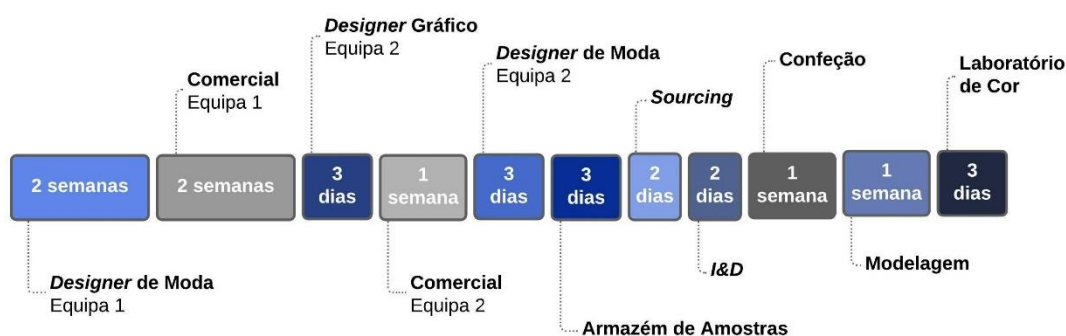 Designer Gráfico
Equipa 2
Designer de Moda
Equipa 2
Comercial
Equipa 1
Confeção
Laboratório
de Cor
Sourcing
2 semanas
2 semanas
3
dias
1
semana
3
dias
3
dias
2
dias
2
dias
1
semana
1
semana
3
dias
Designer de Moda
Equipa 1
Comercial
Equipa 2
I&D
Modelagem
Armazém de Amostras